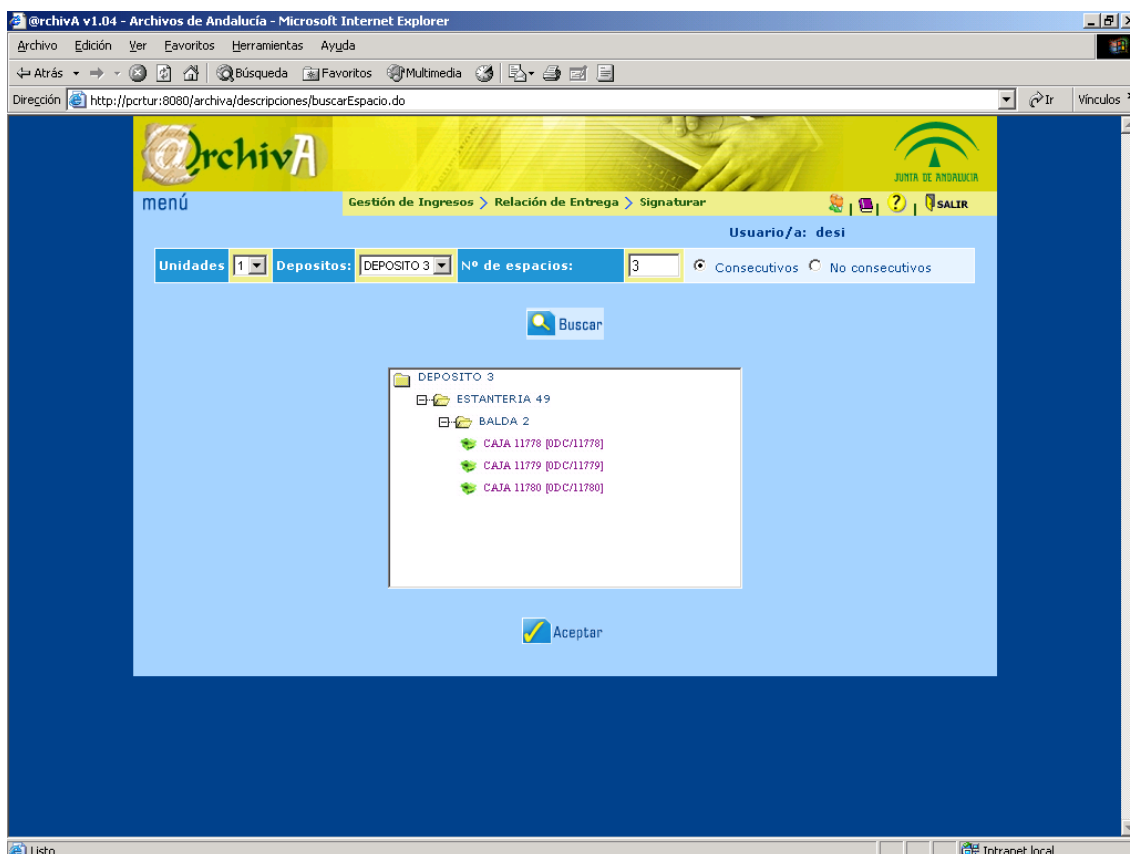 @rchivA v1.04 - Archivos de Andalucía - Microsoft Internet Explorer
Archivo Edición Ver Favoritos Herramientas Ayuda
Atrás Búsqueda Favoritos Multimedia
Dirección http://pcrtur:8080/archiva/descripciones/buscarEspacio.do Ir Vínculos
@rchivA
JUNTA DE ANDALUCIA
menú Gestión de Ingresos > Relación de Entrega > Signaturar SALIR
Usuario/a: desi
Unidades 1 Depositos: DEPOSITO 3 Nº de espacios: 3 Consecutivos No consecutivos
Buscar
DEPOSITO 3
ESTANTERIA 49
BALDA 2
CAJA 11778 [0DC/11778]
CAJA 11779 [0DC/11779]
CAJA 11780 [0DC/11780]
Aceptar
Listo Intranet local